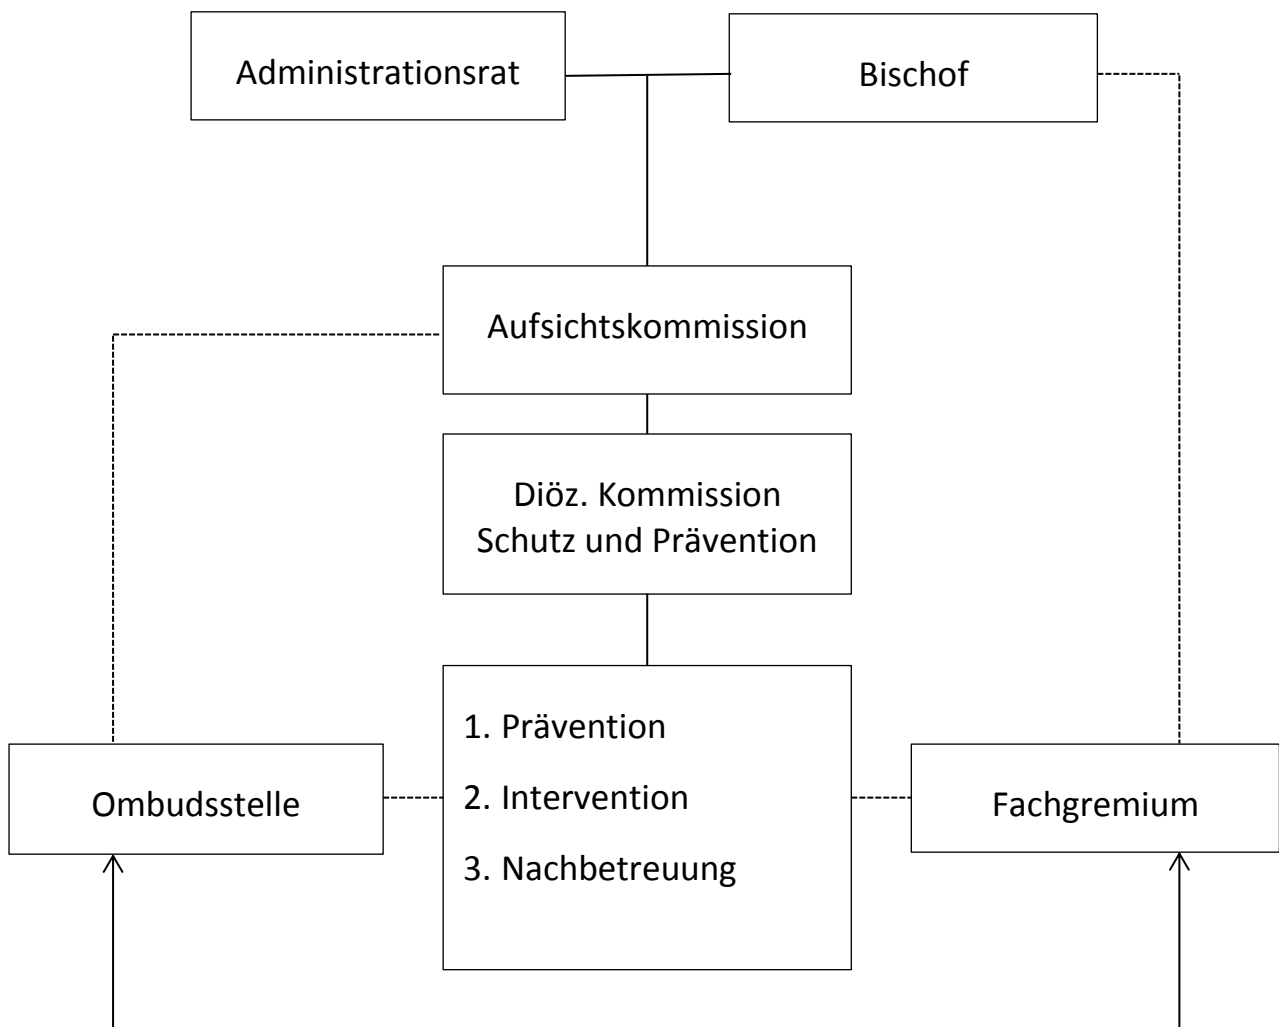 Administrationsrat
Bischof
Aufsichtskommission
Diöz. Kommission
Schutz und Prävention
1. Prävention
2. Intervention
3. Nachbetreuung
Ombudsstelle
Fachgremium